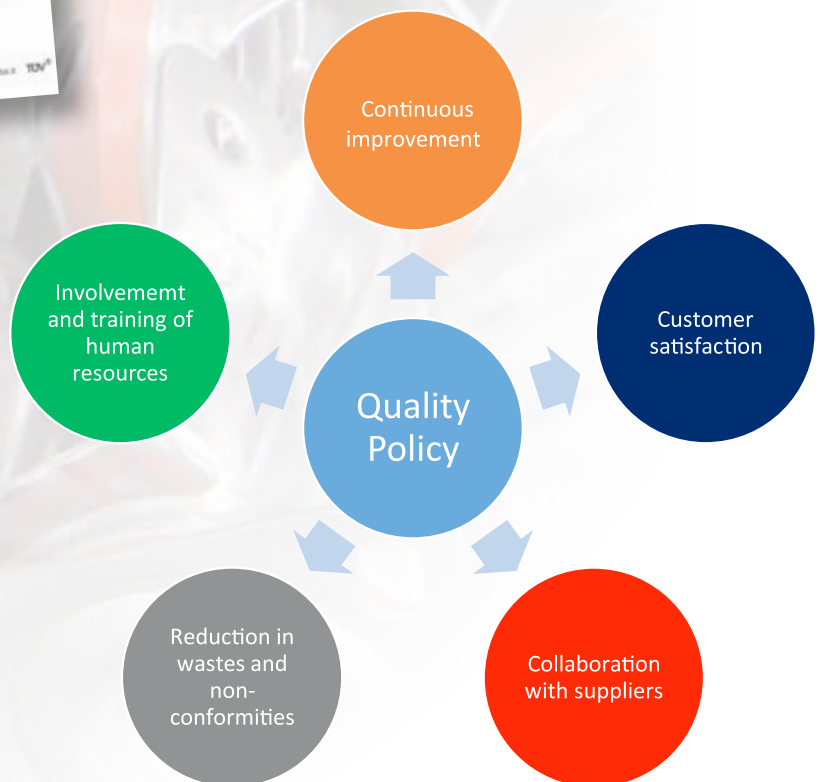 TÜV®
Continuous
improvement
Involvememt
and training of
human
resources
Customer
satisfaction
Quality
Policy
Reduction in
wastes and
non-
conformities
Collaboration
with suppliers